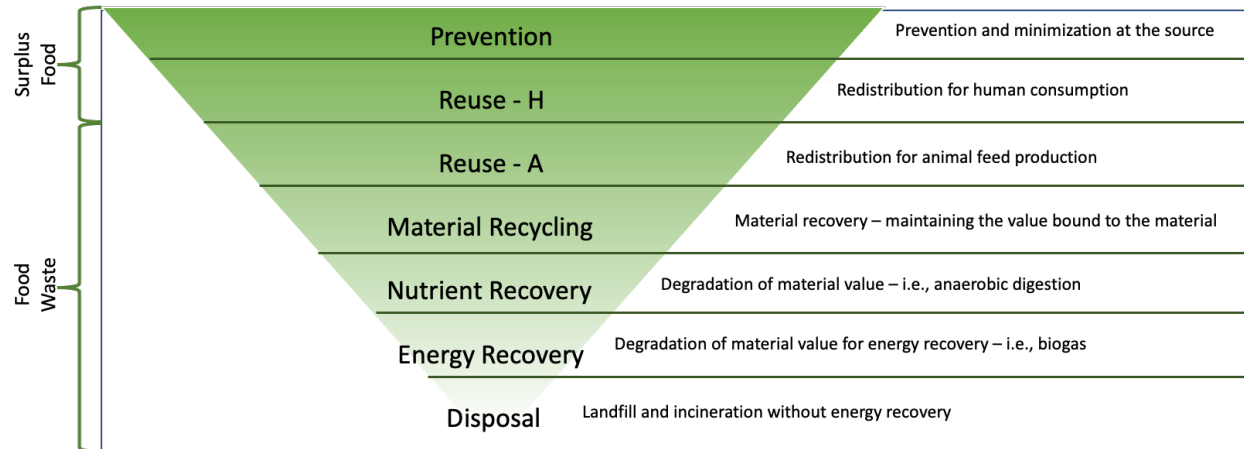 Surplus
Food
Prevention
Prevention and minimization at the source
Reuse - H
Redistribution for human consumption
Food
Waste
Reuse - A
Redistribution for animal feed production
Material Recycling
Material recovery – maintaining the value bound to the material
Nutrient Recovery
Degradation of material value – i.e., anaerobic digestion
Energy Recovery
Degradation of material value for energy recovery – i.e., biogas
Disposal
Landfill and incineration without energy recovery